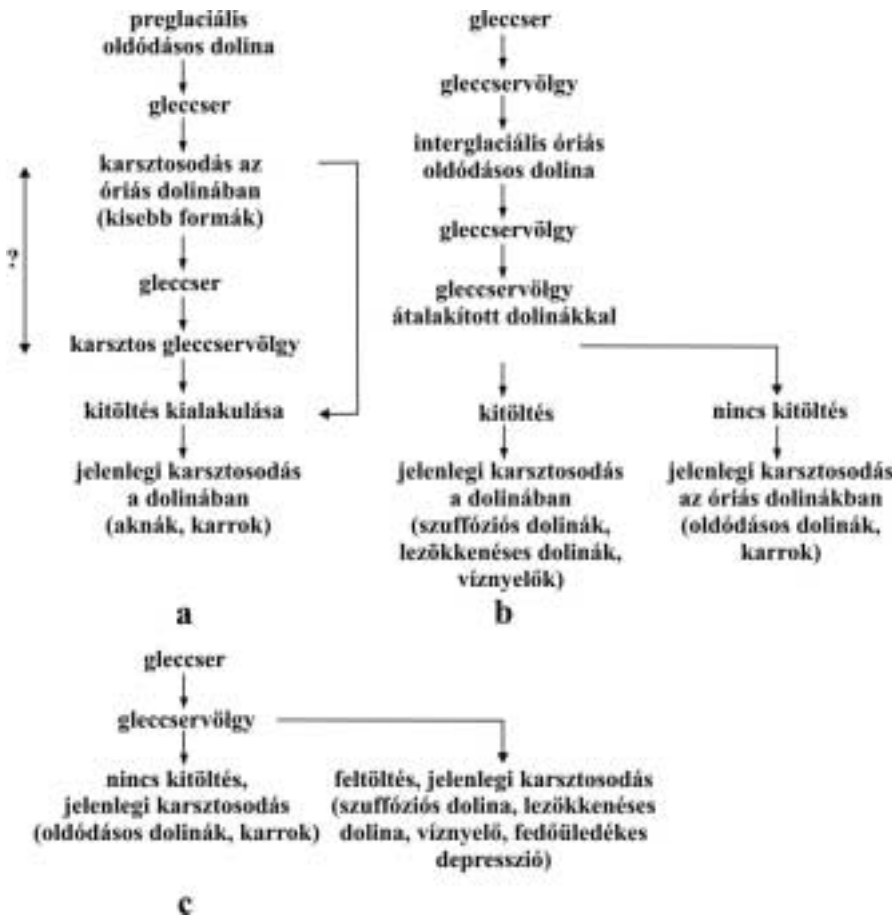 preglaciális
oldódásos dolina
gleccser
karsztosodás az
óriás dolinában
(kisebb formák)
?
gleccser
karsztos gleccservölgy
kitöltés kialakulása
jelenlegi karsztosodás
a dolinában
(aknák, karrok)
a
gleccser
gleccservölgy
interglaciális óriás
oldódásos dolina
gleccservölgy
gleccservölgy
átalakított dolinákkal
kitöltés
jelenlegi karsztosodás
a dolinában
(szuffóziós dolinák,
lezökkenéses dolinák,
víznyelők)
b
nincs kitöltés
jelenlegi karsztosodás
az óriás dolinákban
(oldódásos dolinák,
karrok)
gleccser
gleccservölgy
nincs kitöltés,
jelenlegi karsztosodás
(oldódásos dolinák, karrok)
feltöltés, jelenlegi karsztosodás
(szuffóziós dolina, lezökkenéses
dolina, víznyelő, fedőüledékes
depresszió)
c